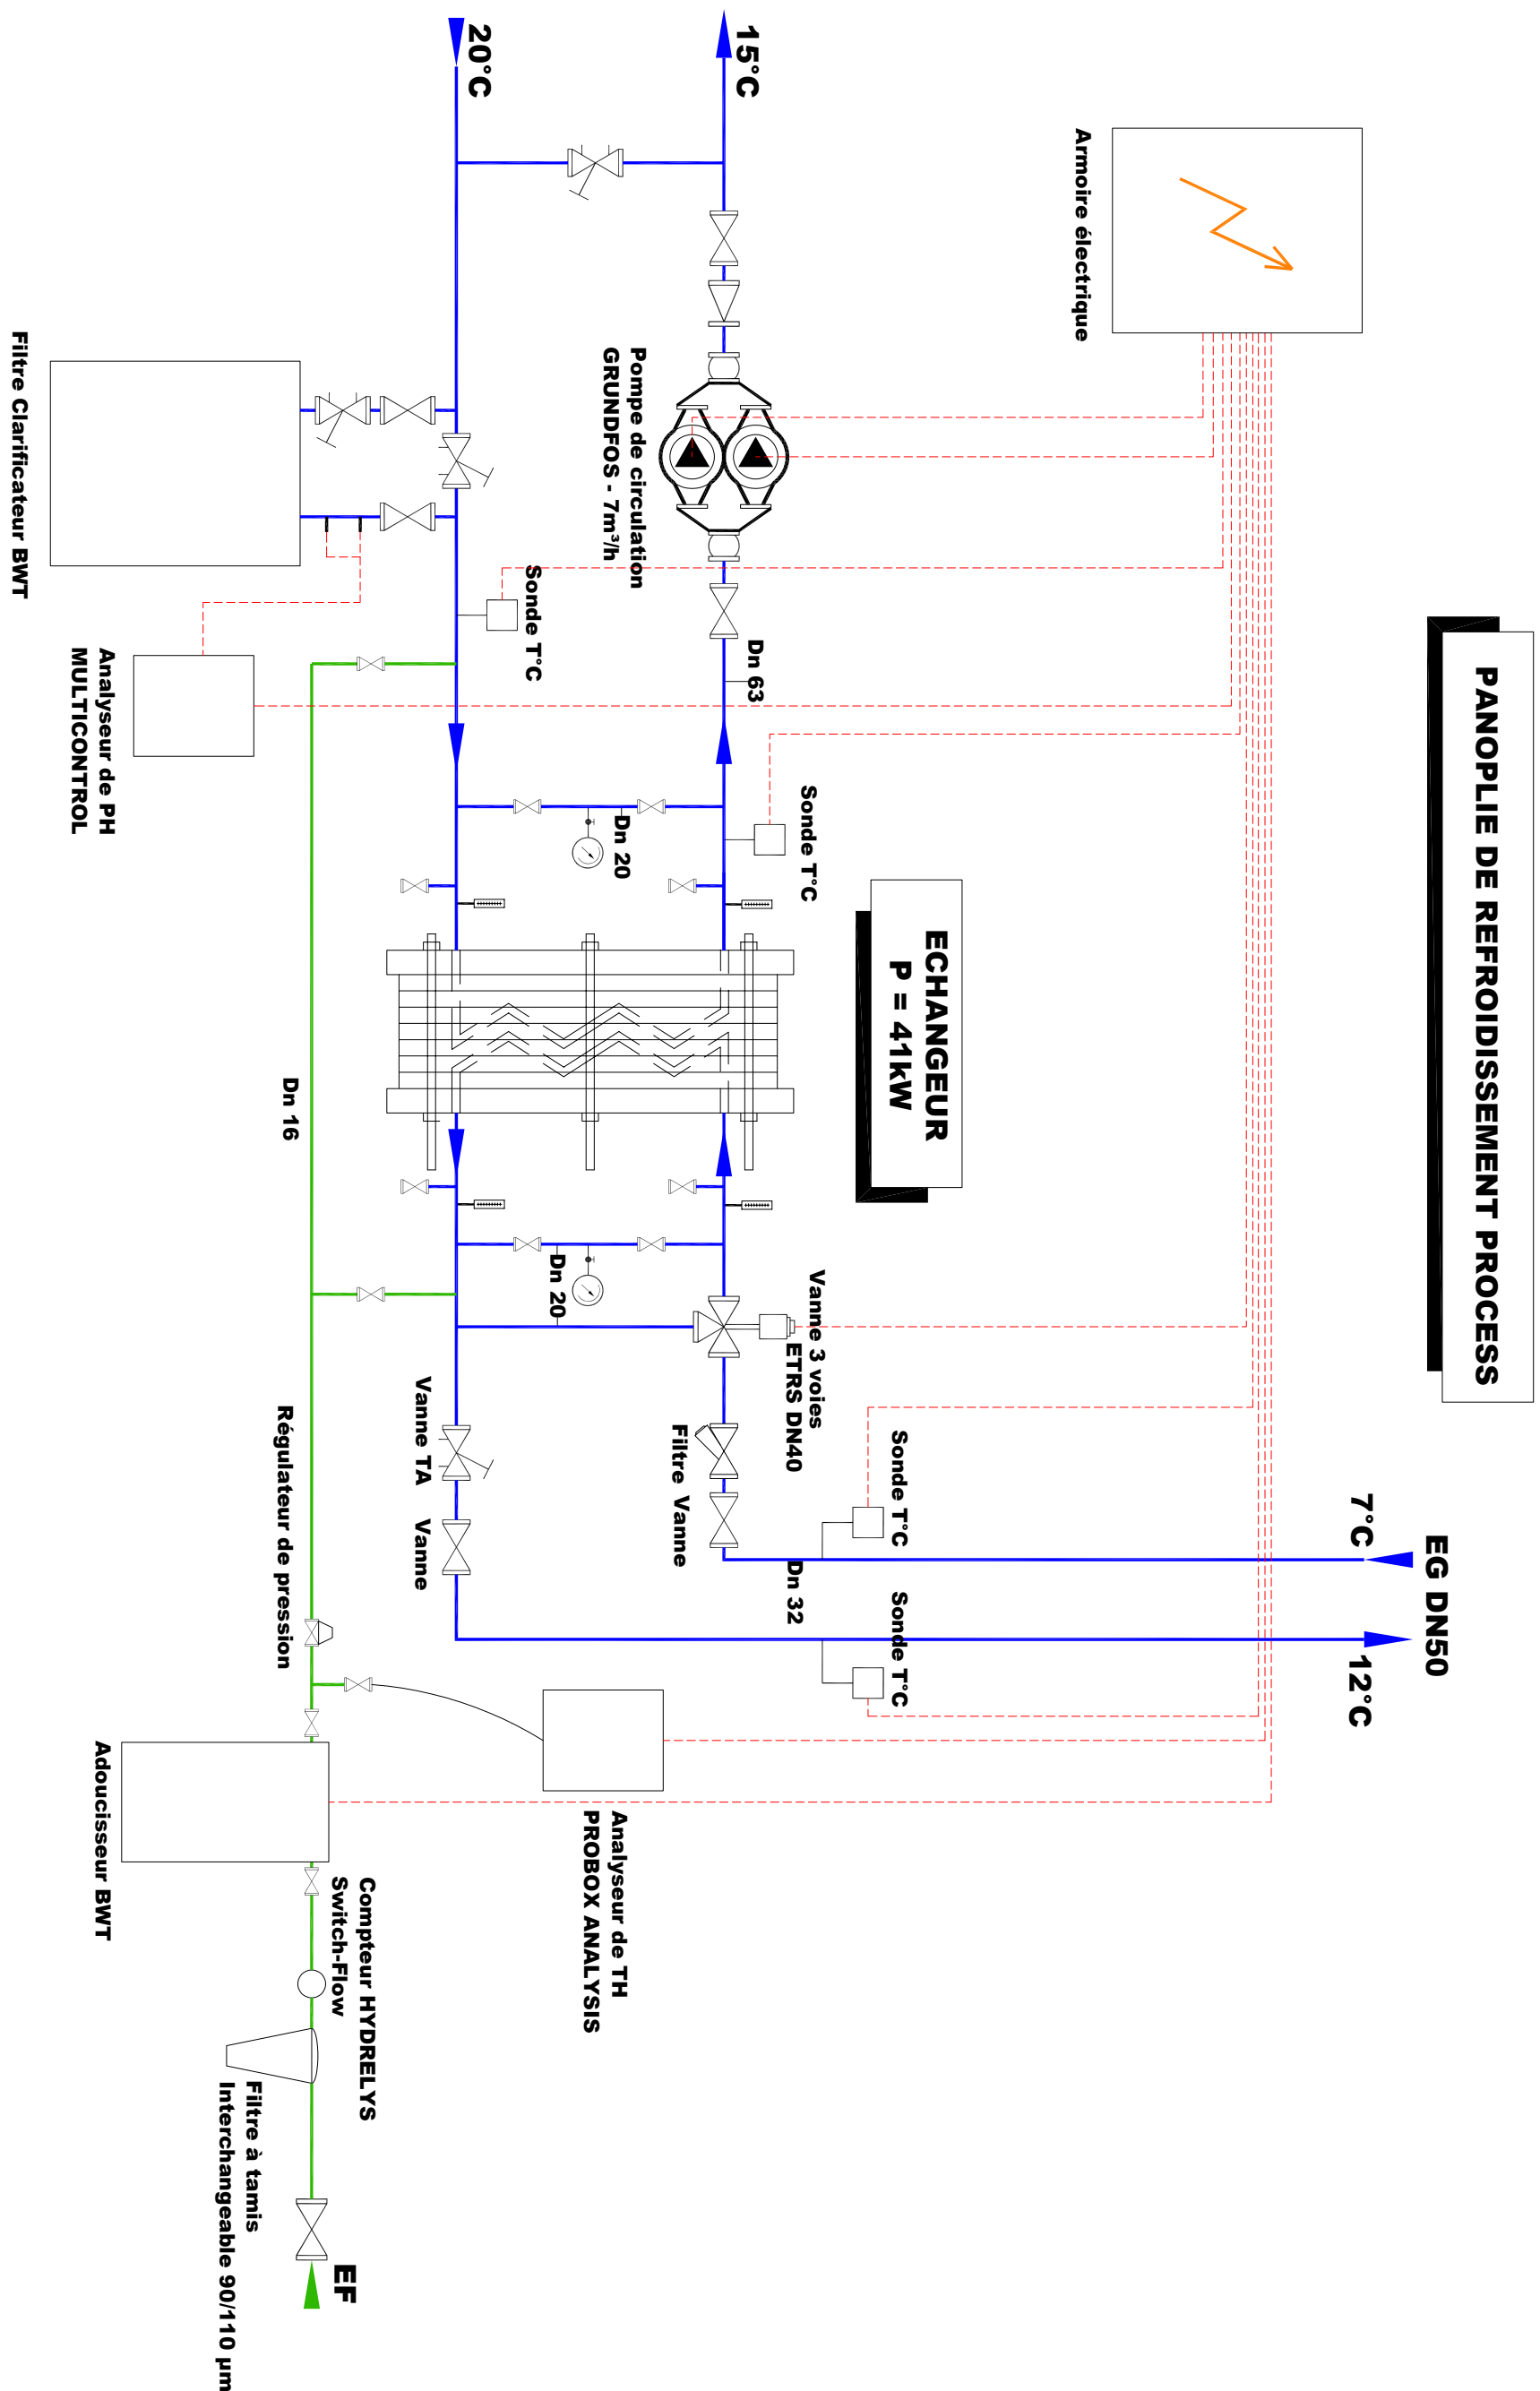 PANOPLIE DE REFROIDISSEMENT PROCESS
EG DN50
7°C
12°C
Armoire électrique
ECHANGEUR
P = 41kW
Sonde T°C
Sonde T°C
Sonde T°C
Vanne 3 voies
ETRS DN40
Dn 32
15°C
Dn 63
Filtre Vanne
Pompe de circulation
GRUNDFOS - 7m³/h
Dn 20
Dn 20
Analyseur de TH
PROBOX ANALYSIS
Sonde T°C
20°C
Vanne TA
Vanne
Compteur HYDRELYS
Switch-Flow
EF
Dn 16
Régulateur de pression
Filtre à tamis
Interchangeable 90/110 µm
Analyseur de PH
MULTICONTROL
Adoucisseur BWT
Filtre Clarificateur BWT